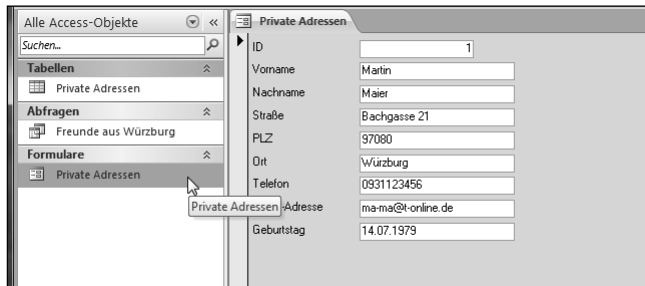 Alle Access-Objekte
Suchen...
Tabellen
Private Adressen
Abfragen
Freunde aus Würzburg
Formulare
Private Adressen
Private Adressen
Private Adressen
ID 1
Vorname Martin
Nachname Maier
Straße Bachgasse 21
PLZ 97080
Ort Würzburg
Telefon 0931123456
-Adresse ma-ma@t-online.de
Geburtstag 14.07.1979